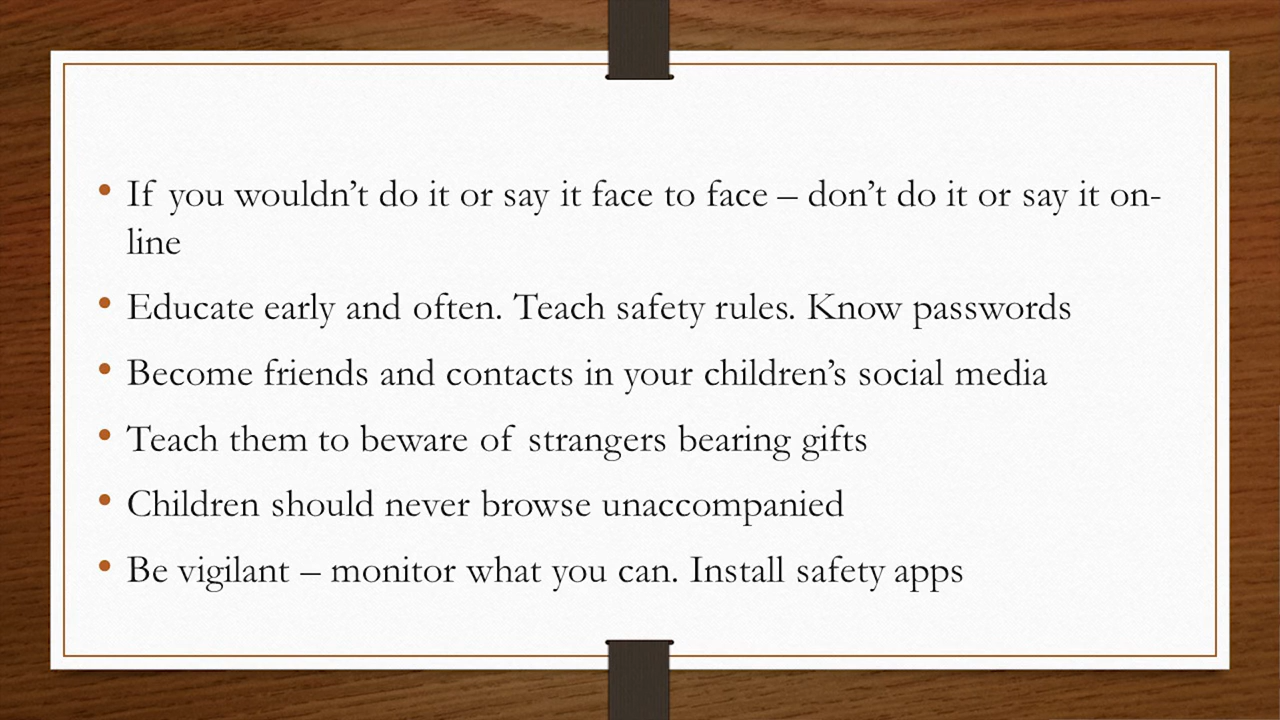 • If you wouldn’t do it or say it face to face – don’t do it or say it on-
line
• Educate early and often. Teach safety rules. Know passwords
• Become friends and contacts in your children’s social media
• Teach them to beware of strangers bearing gifts
• Children should never browse unaccompanied
• Be vigilant – monitor what you can. Install safety apps